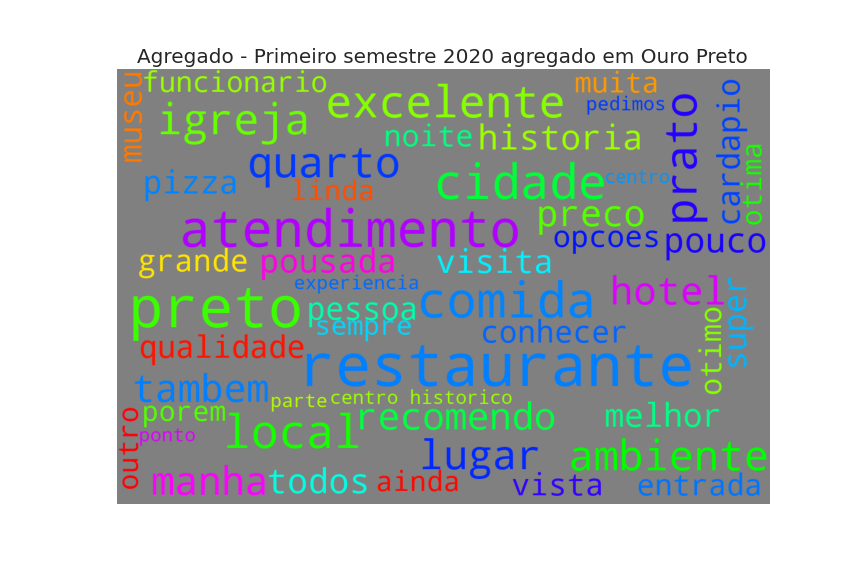 Agregado - Primeiro semestre 2020 agregado em Ouro Preto
museu
funcionario
muita
excelente
pedimos
cardapio
prato
igreja
noite
historia
otima
quarto
linda
pizza
cidade
centro
preco
atendimento
opcoes
pouco
grande
pousada
visita
experiencia
hotel
super
preto
pessoa
comida
sempre
conhecer
otimo
qualidade
restaurante
tambem
parte
centro historico
porem
recomendo
melhor
outro
ponto
local
lugar
ambiente
manha
todos
ainda
vista
entrada